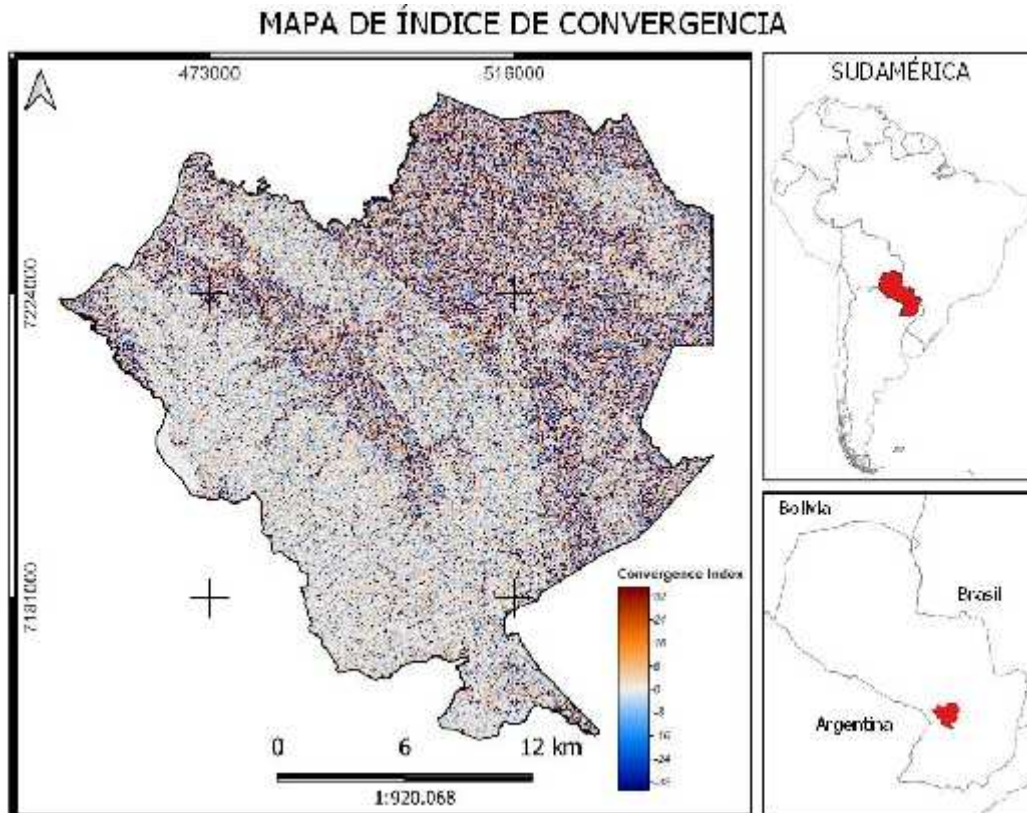 MAPA DE ÍNDICE DE CONVERGENCIA
473000
518000
7224000
7181000
Convergence Index
0 6 12 km
1:920.068
SUDAMÉRICA
Bolivia
Brasil
Argentina